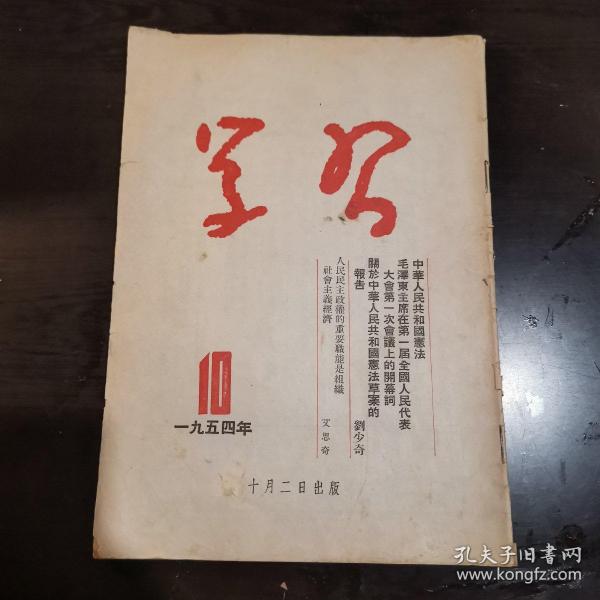 学习
中華人民共和國憲法
毛澤東主席在第一屆全國人民代表
大會第一次會議上的開幕詞
關於中華人民共和國憲法草案的
報告
劉少奇
人民民主政權的重要職能是組織
社會主義經濟
艾思奇
10
一九五四年
十月二日出版
孔夫子旧書网
www.kongfz.com